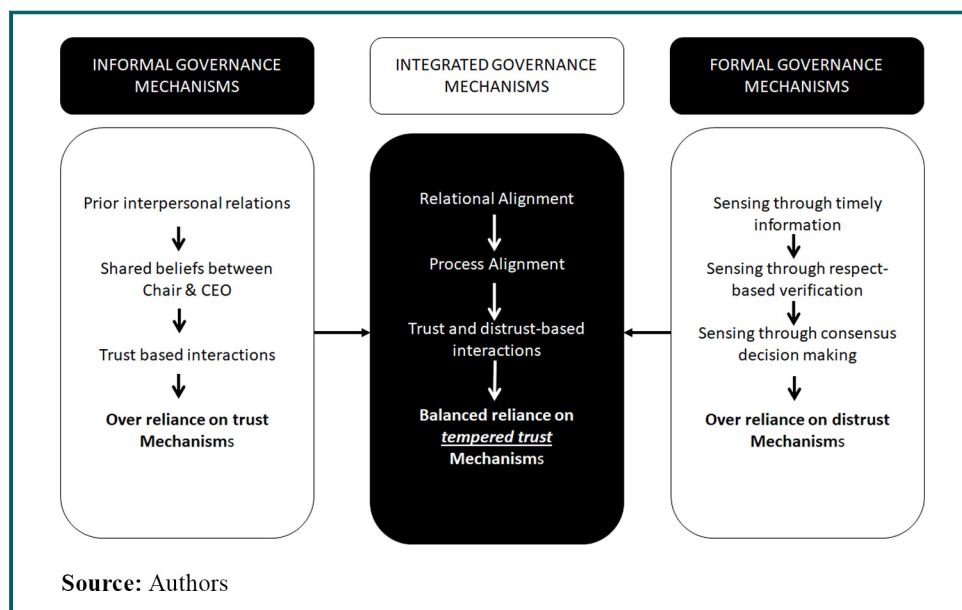 INFORMAL GOVERNANCE
MECHANISMS
Prior interpersonal relations
Shared beliefs between
Chair & CEO
Trust based interactions
Over reliance on trust
Mechanisms
INTEGRATED GOVERNANCE
MECHANISMS
Relational Alignment
Process Alignment
Trust and distrust-based
interactions
Balanced reliance on
tempered trust
Mechanisms
FORMAL GOVERNANCE
MECHANISMS
Sensing through timely
information
Sensing through respect-
based verification
Sensing through consensus
decision making
Over reliance on distrust
Mechanisms
Source: Authors